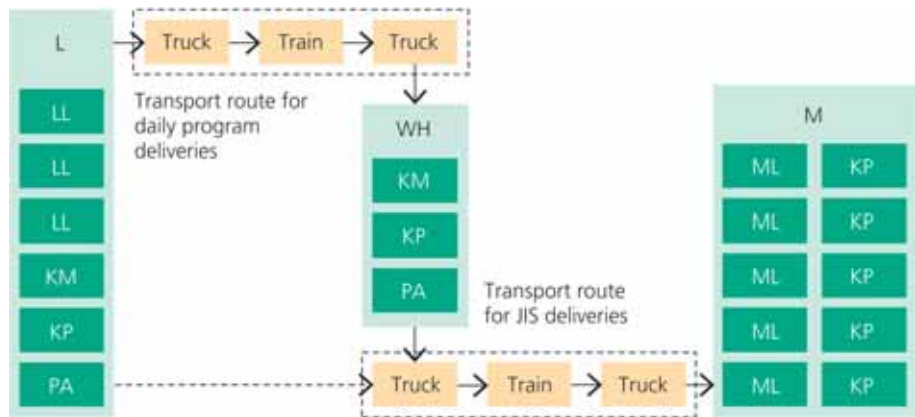 L
LL
LL
LL
KM
KP
PA
Truck
Train
Truck
Transport route for
daily program
deliveries
WH
KM
KP
PA
Transport route
for JIS deliveries
Truck
Train
Truck
M
ML KP
ML KP
ML KP
ML KP
ML KP